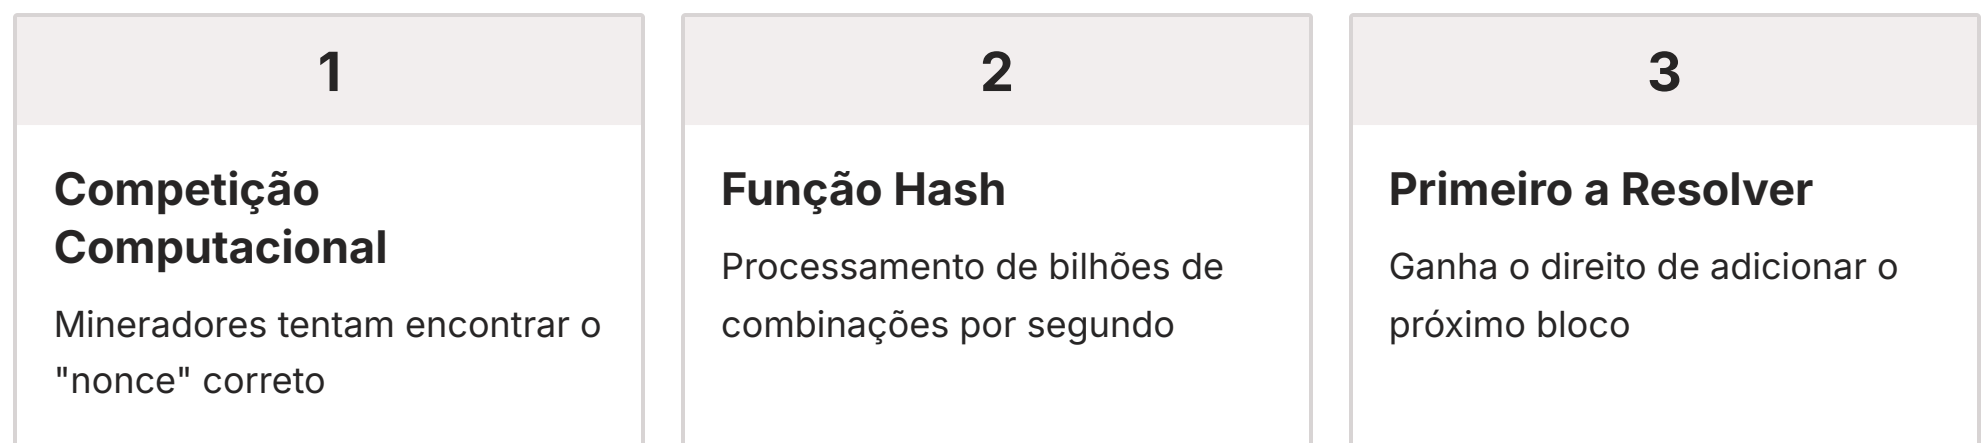 1
Competição
Computacional
Mineradores tentam encontrar o
"nonce" correto
2
Função Hash
Processamento de bilhões de
combinações por segundo
3
Primeiro a Resolver
Ganha o direito de adicionar o
próximo bloco